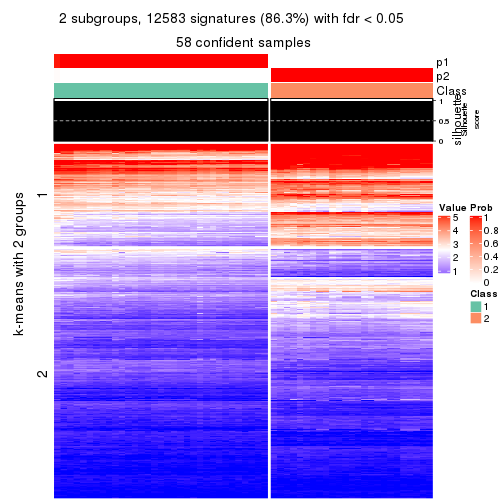 2 subgroups, 12583 signatures (86.3%) with fdr < 0.05
58 confident samples
p1
p2
Class
1
0.5
0
silhouette
Silhouette
score
k-means with 2 groups
1
2
Value
5
4
3
2
1
Prob
1
0.8
0.6
0.4
0.2
0
Class
1
2